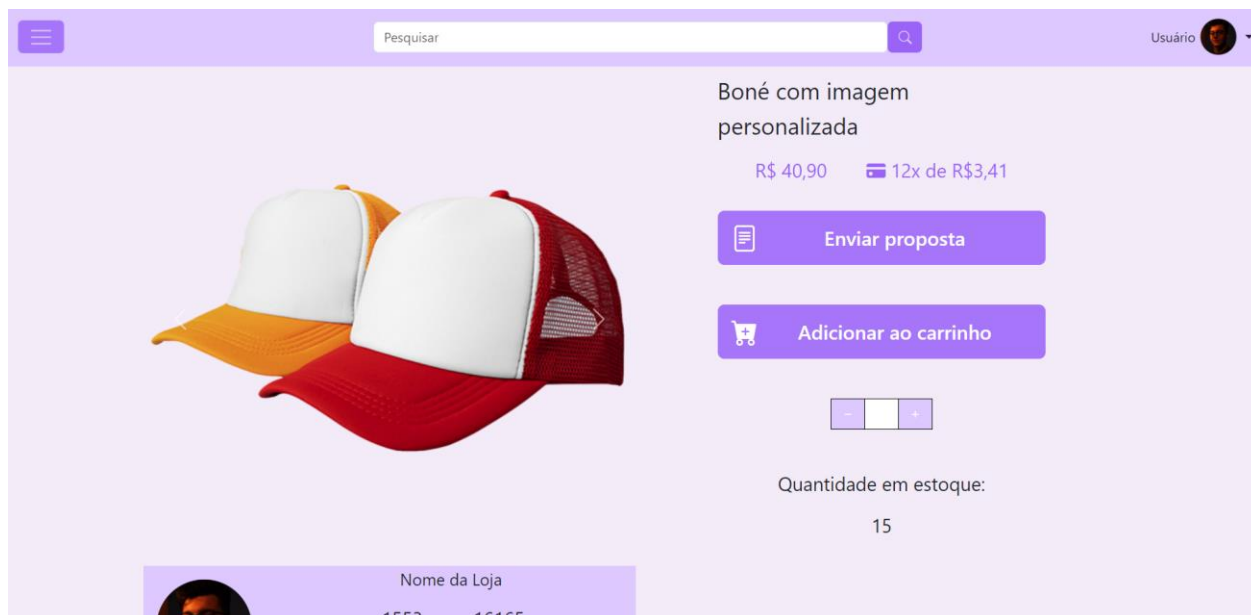 Pesquisar
Usuário
Boné com imagem
personalizada
R$ 40,90 12x de R$3,41
Enviar proposta
Adicionar ao carrinho
- +
Quantidade em estoque:
15
Nome da Loja